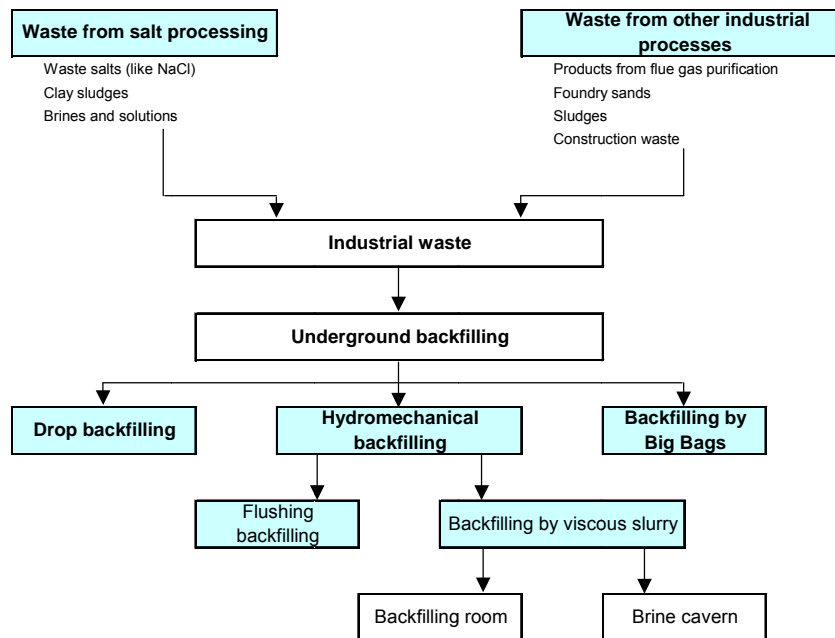 Waste from salt processing
Waste from other industrial
processes
Waste salts (like NaCl)
Clay sludges
Brines and solutions
Products from flue gas purification
Foundry sands
Sludges
Construction waste
Industrial waste
Underground backfilling
Drop backfilling
Hydromechanical
backfilling
Backfilling by
Big Bags
Flushing
backfilling
Backfilling by viscous slurry
Backfilling room
Brine cavern